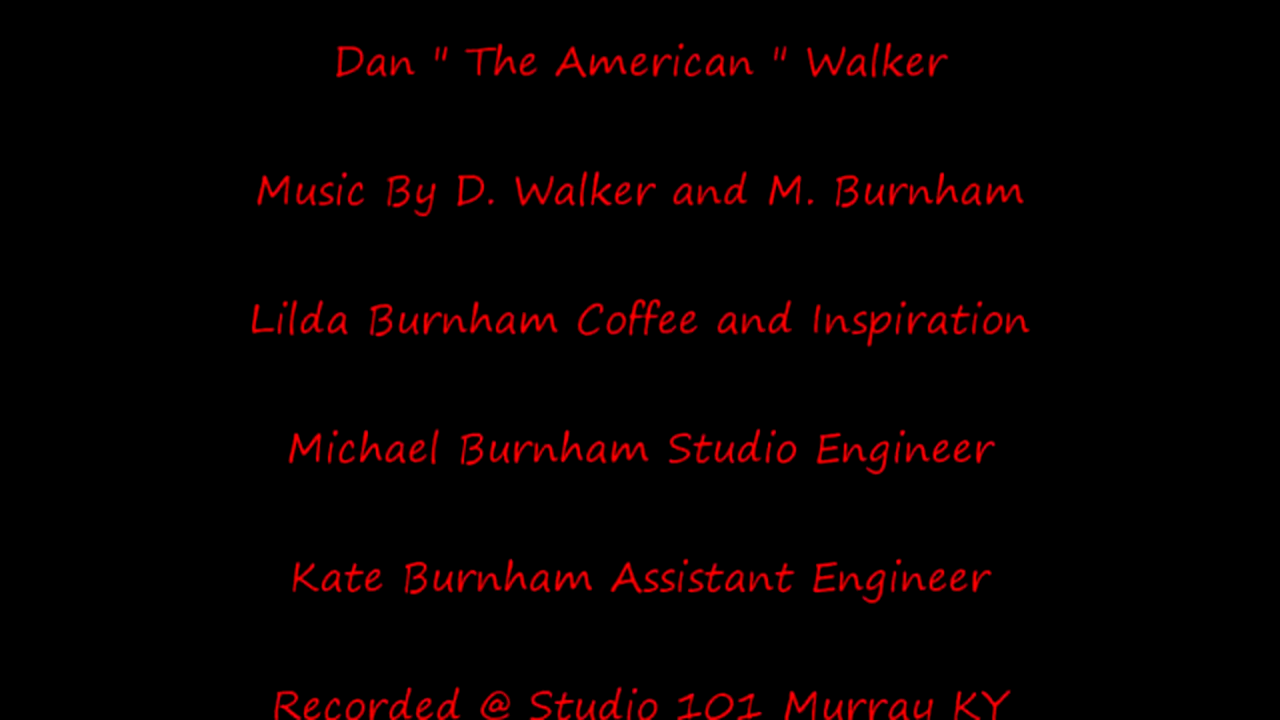 Dan " The American " Walker
Music By D. Walker and M. Burnham
Lilda Burnham Coffee and Inspiration
Michael Burnham Studio Engineer
Kate Burnham Assistant Engineer
Recorded @ Studio 101 Murray KY